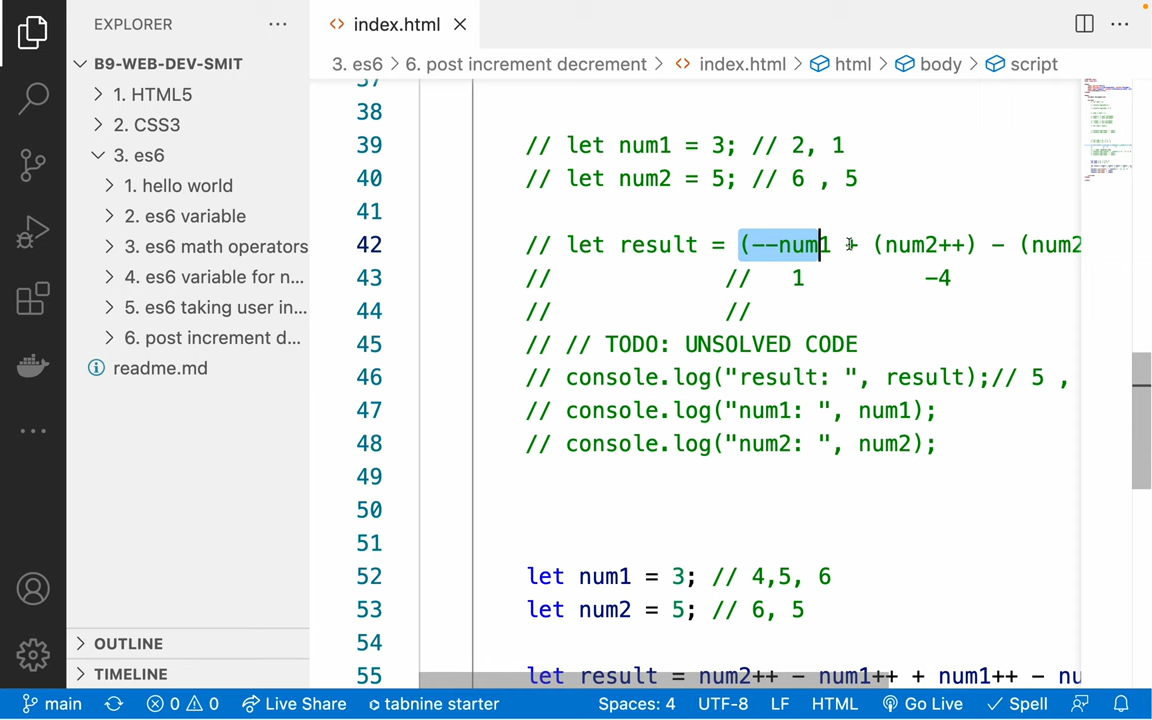 EXPLORER
index.html
B9-WEB-DEV-SMIT
3. es6 > 6. post increment decrement > <> index.html > html > body > script
1. HTML5
2. CSS3
3. es6
1. hello world
2. es6 variable
3. es6 math operators
4. es6 variable for n...
5. es6 taking user in...
6. post increment d...
readme.md
OUTLINE
TIMELINE
38
39 // let num1 = 3; // 2, 1
40 // let num2 = 5; // 6 , 5
41
42 // let result = (--num1 + (num2++) - (num2
43 // // 1 -4
44 // //
45 // // TODO: UNSOLVED CODE
46 // console.log("result: ", result);// 5 ,
47 // console.log("num1: ", num1);
48 // console.log("num2: ", num2);
49
50
51
52 let num1 = 3; // 4,5, 6
53 let num2 = 5; // 6, 5
54
55 let result = num2++ - num1++ + num1++ - nu
main 0 0 Live Share tabnine starter Spaces: 4 UTF-8 LF HTML Go Live Spell